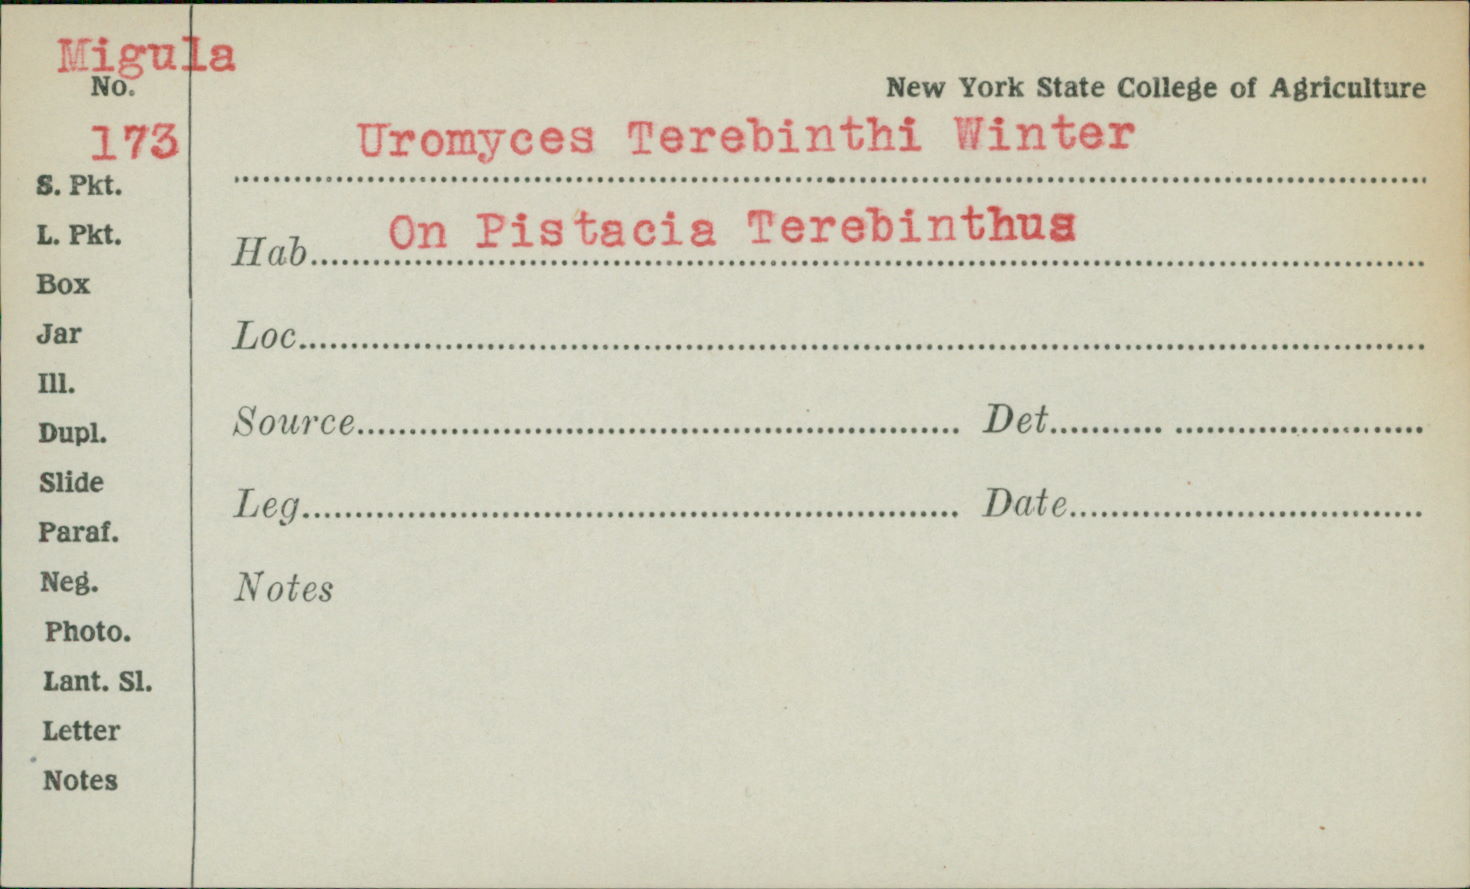 Migula
No.
New York State College of Agriculture
173
Uromyces Terebinthi Winter
S. Pkt.
L. Pkt.
Hab. On Pistacia Terebinthus
Box
Jar
Loc.
Ill.
Dupl.
Source Det.
Slide
Leg. Date
Paraf.
Neg.
Notes
Photo.
Lant. Sl.
Letter
Notes